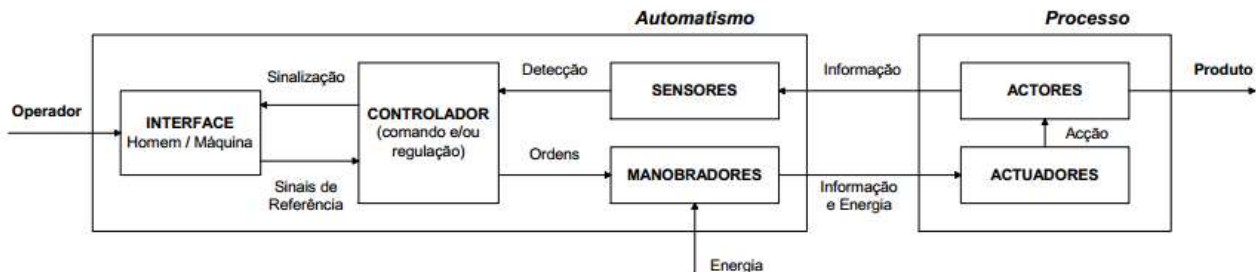 Automatismo
Processo
Sinalização
Detecção
Informação
Produto
Operador
INTERFACE
Homem / Máquina
CONTROLADOR
(comando e/ou
regulação)
SENSORES
ACTORES
Acção
Sinais de
Referência
Ordens
MANOBRADORES
Informação
e Energia
ACTUADORES
Energia